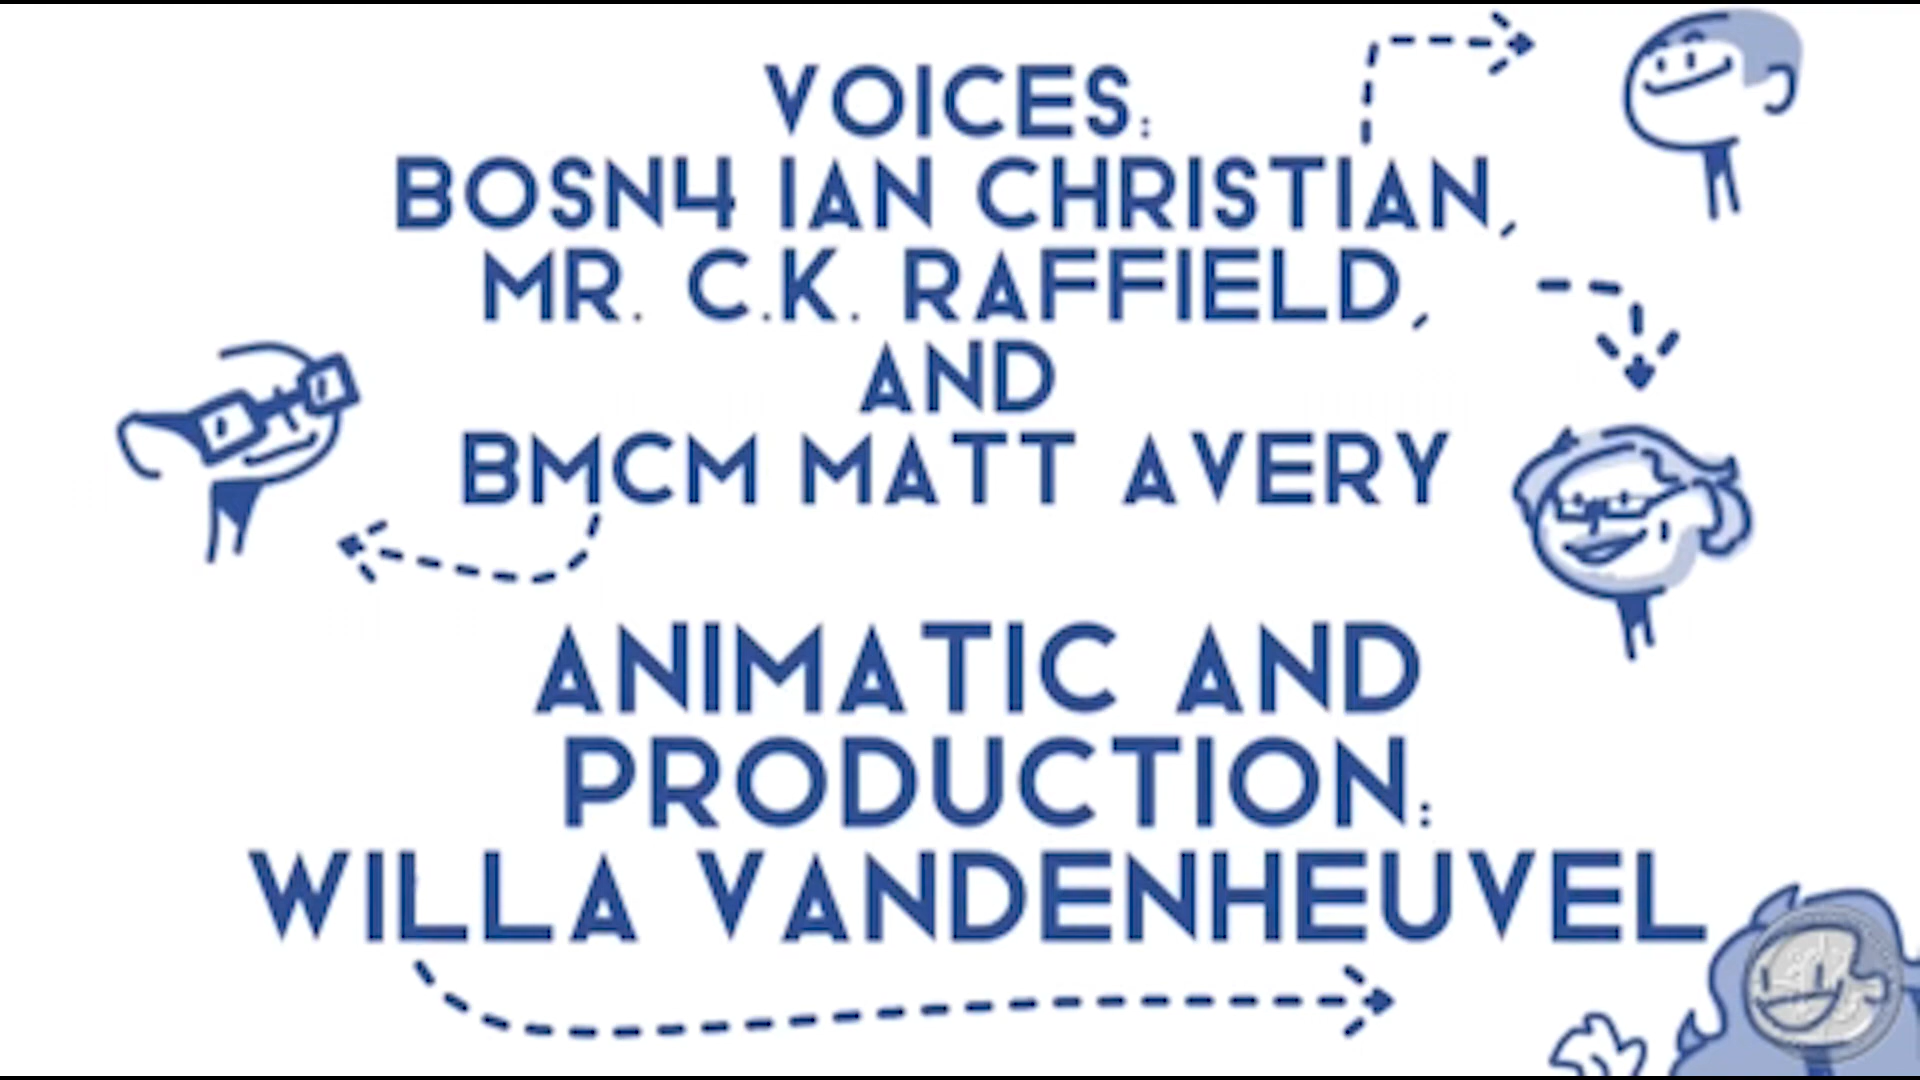 VOICES:
BOSN4 IAN CHRISTIAN,
MR. C.K. RAFFIELD,
AND
BMCM MATT AVERY
ANIMATIC AND
PRODUCTION:
WILLA VANDENHEUVEL